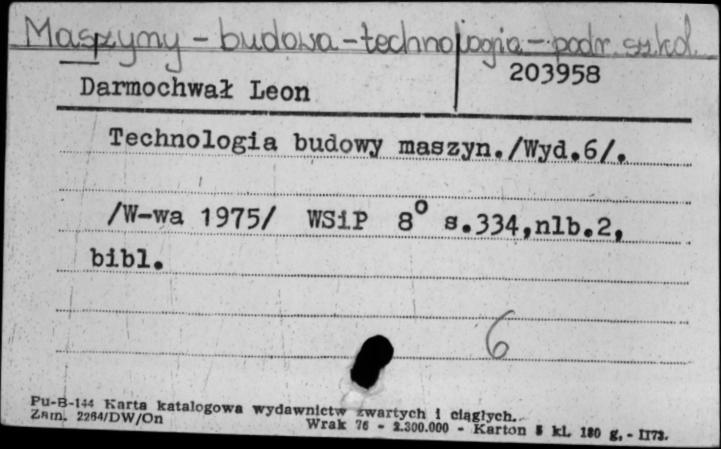 Maszyny - budowa - technologia - podr. szkol.
203958
Darmochwał Leon
Technologia budowy maszyn./Wyd.6/.
/W-wa 1975/ WSiP 8° s.334,nlb.2,
bibl.
6
Pu-B-144 Karta katalogowa wydawnictw zwartych i ciągłych.
Zam. 2264/DW/On
Wrak 76 - 2.300.000 - Karton 5 kl. 180 g. - II73.